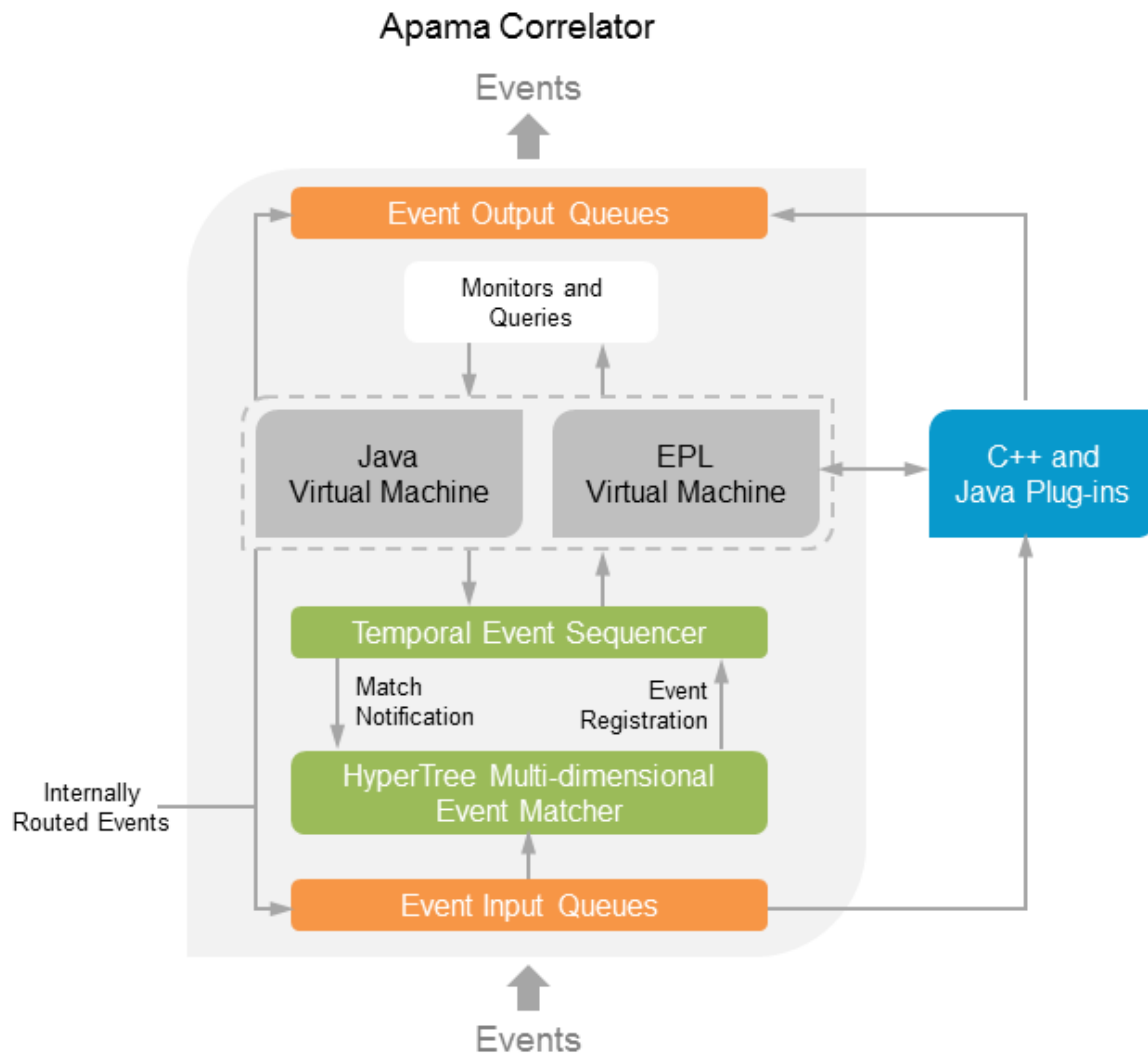 Apama Correlator
Events
Event Output Queues
Monitors and
Queries
Java
Virtual Machine
EPL
Virtual Machine
C++ and
Java Plug-ins
Temporal Event Sequencer
Match
Notification
Event
Registration
HyperTree Multi-dimensional
Event Matcher
Internally
Routed Events
Event Input Queues
Events